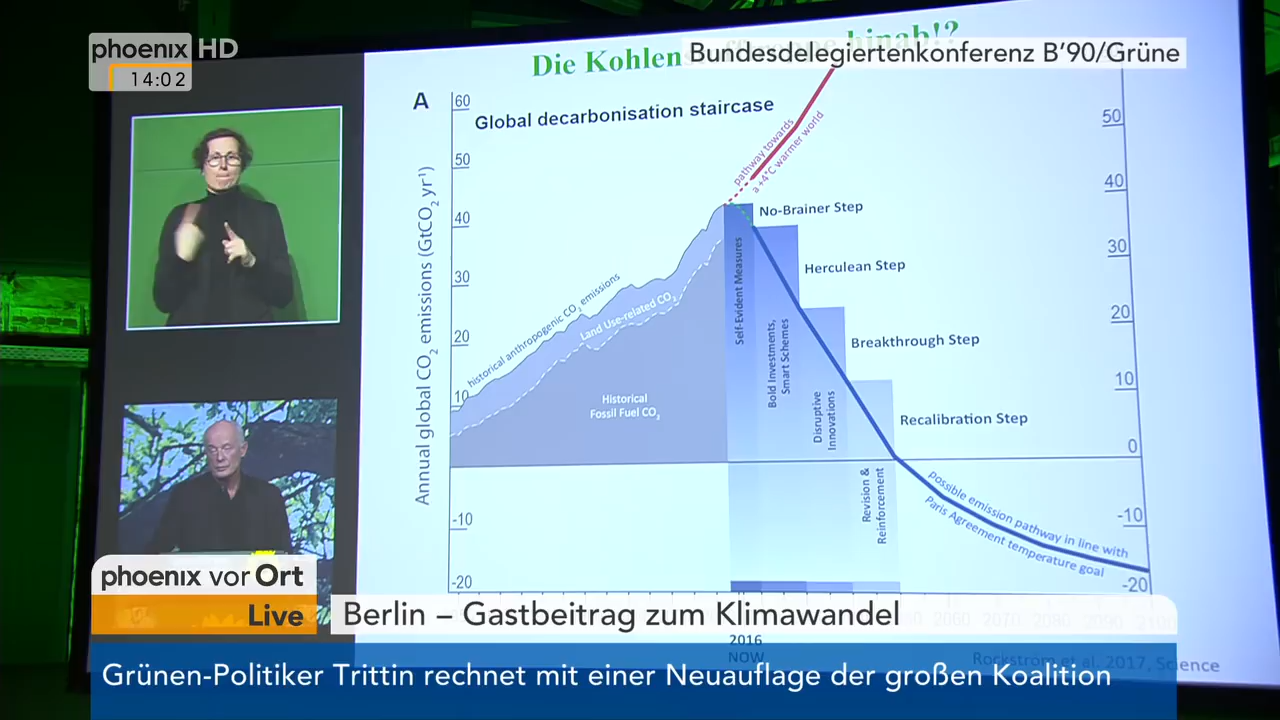 phoenix HD
14:02
Bundesdelegiertenkonferenz B'90/Grüne
Die Kohlen
hinab!?
A
Global decarbonisation staircase
Annual global CO2 emissions (GtCO2 yr¹)
60
50
40
30
20
10
-10
-20
50
40
30
20
10
0
-10
-20
pathway towards
a +4°C warmer world
historical anthropogenic CO2 emissions
Land Use-related CO2
Historical
Fossil Fuel CO2
No-Brainer Step
Herculean Step
Breakthrough Step
Recalibration Step
Self-Evident Measures
Bold Investments,
Smart Schemes
Disruptive
Innovations
Revision &
Reinforcement
possible emission pathway in line with
Paris Agreement temperature goal
2060 2070 2080 2090 2100
2016
NOW
Rockström et al. 2017, Science
phoenix vor Ort
Live
Berlin – Gastbeitrag zum Klimawandel
Grünen-Politiker Trittin rechnet mit einer Neuauflage der großen Koalition